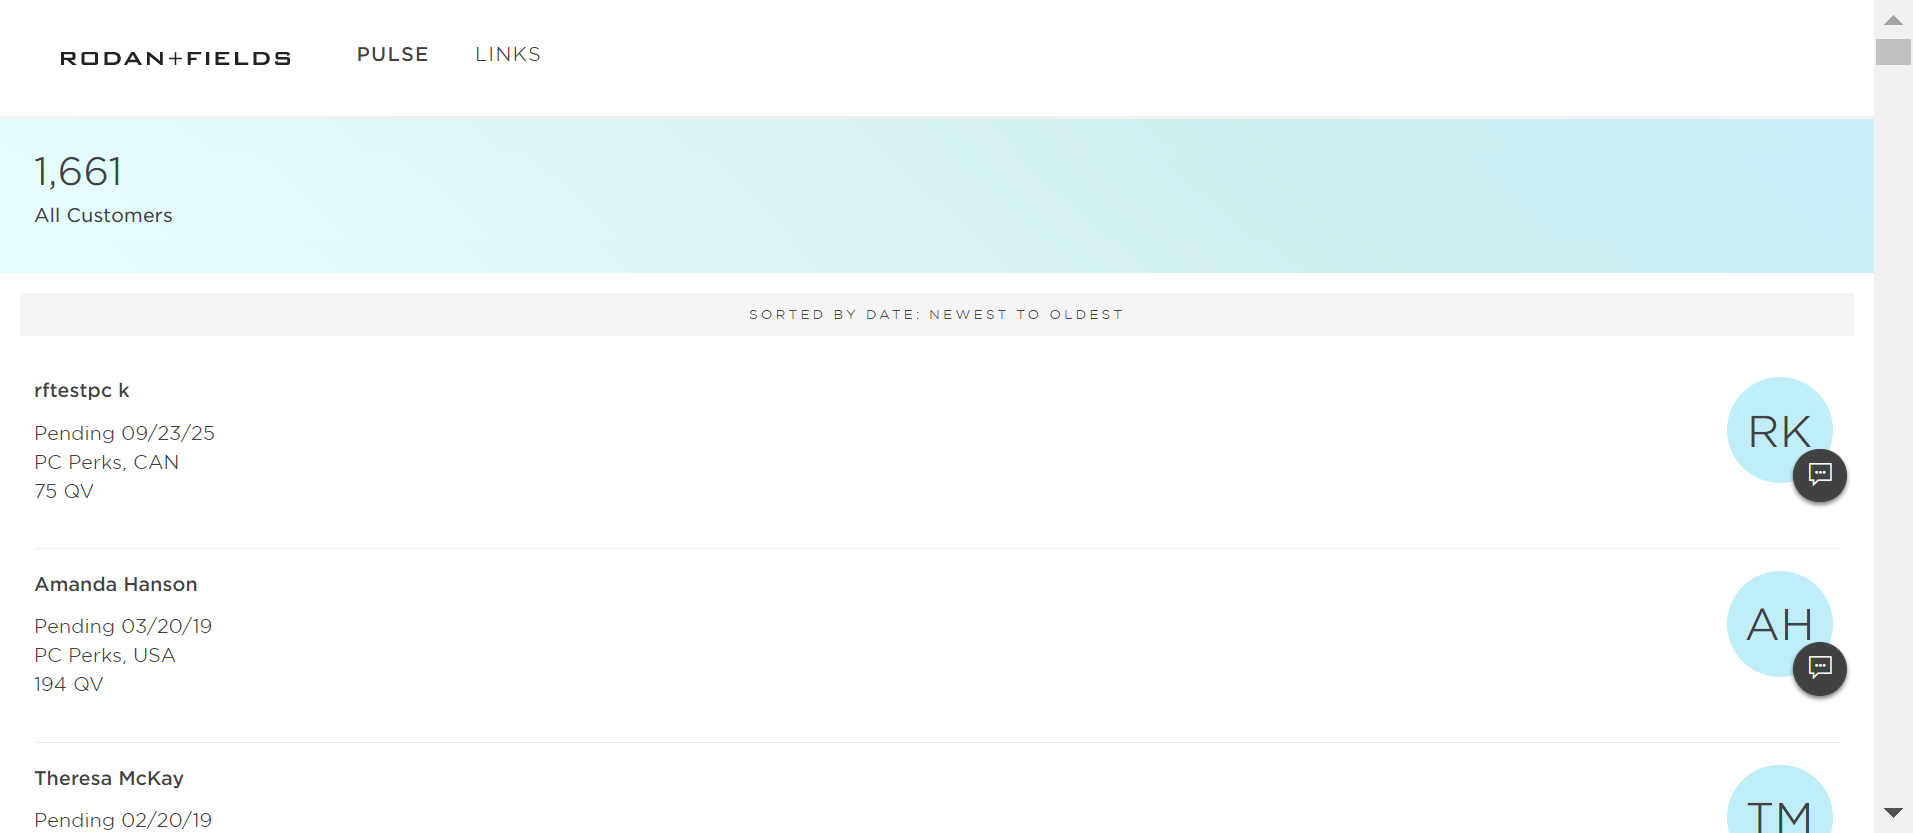 RODAN+FIELDS PULSE LINKS
1,661
All Customers
SORTED BY DATE: NEWEST TO OLDEST
rftestpc k
Pending 09/23/25
PC Perks, CAN
75 QV
RK
Amanda Hanson
Pending 03/20/19
PC Perks, USA
194 QV
AH
Theresa McKay
Pending 02/20/19
TM